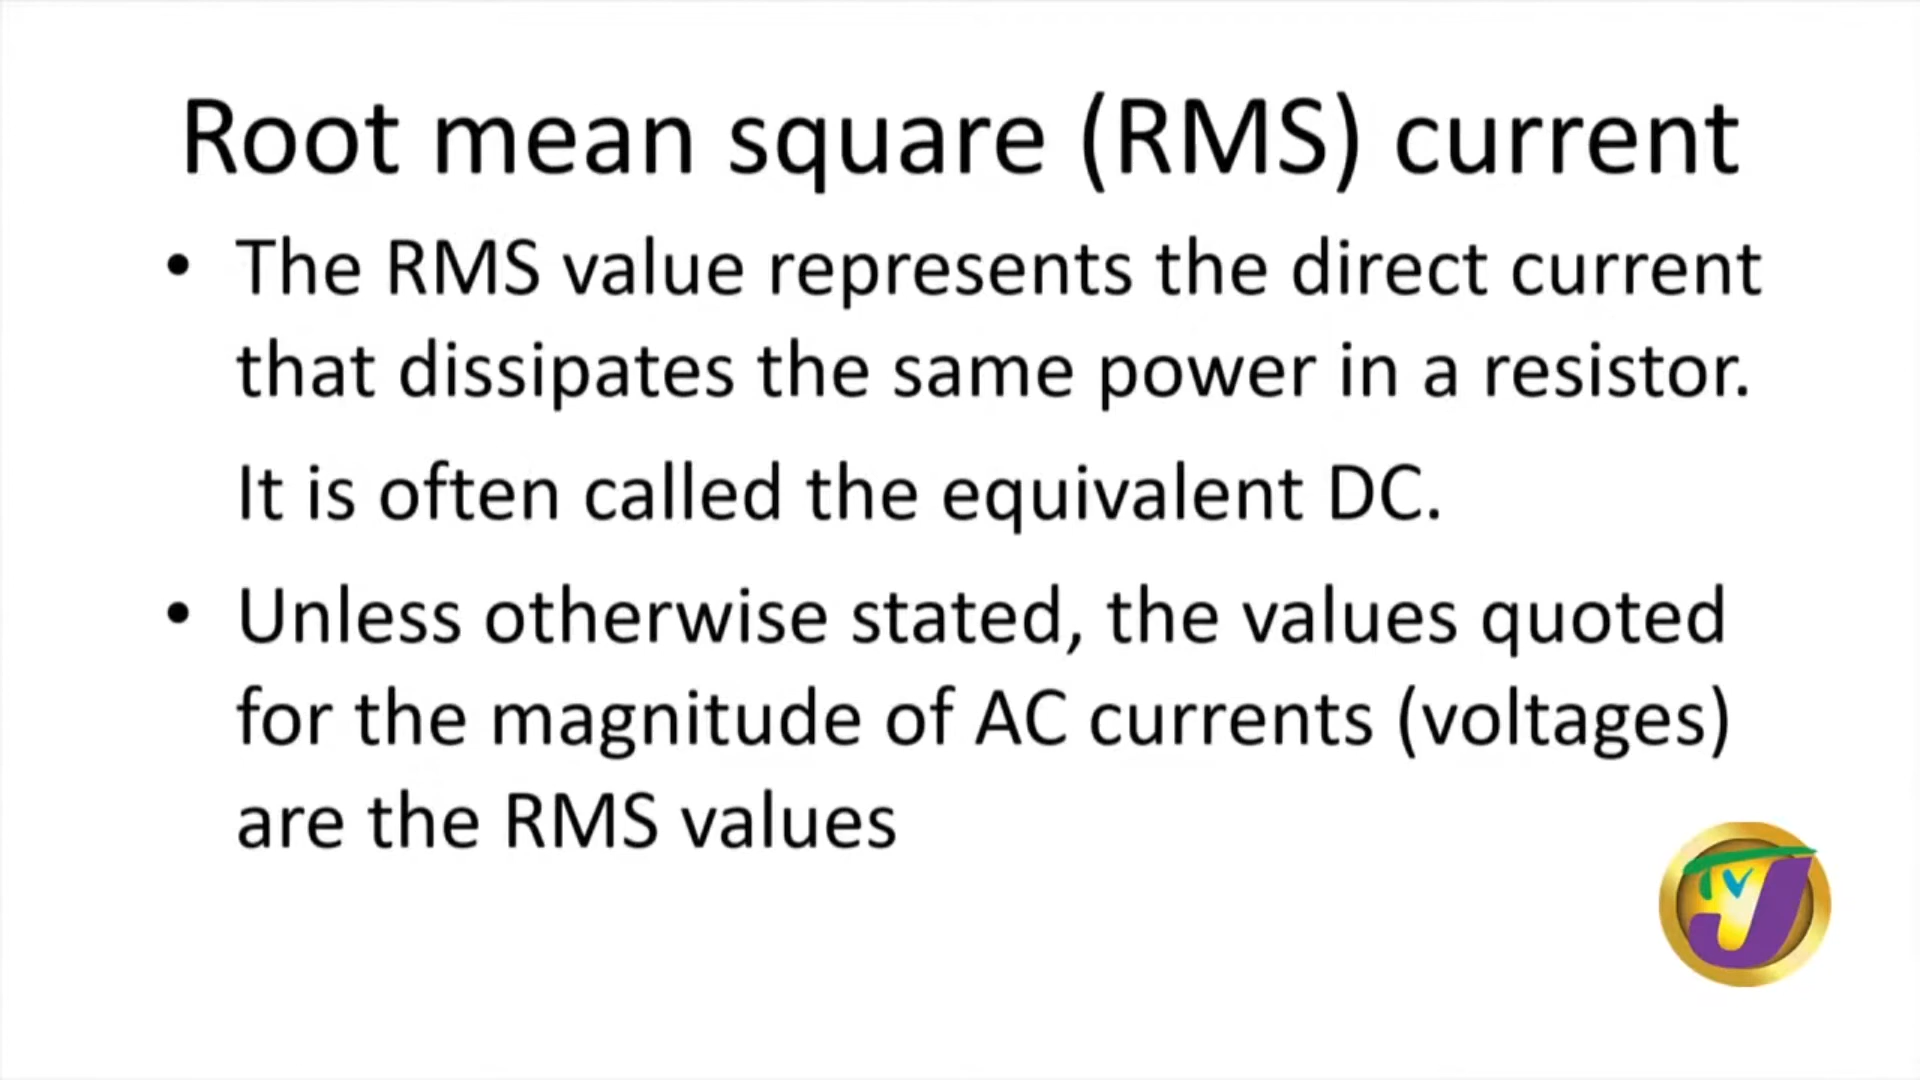 Root mean square (RMS) current
• The RMS value represents the direct current
that dissipates the same power in a resistor.
It is often called the equivalent DC.
• Unless otherwise stated, the values quoted
for the magnitude of AC currents (voltages)
are the RMS values
TVJ